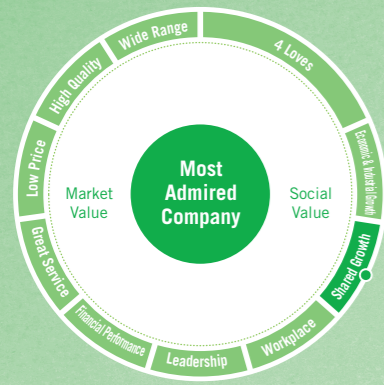 Wide Range
4 Loves
High Quality
Economic & Industrial Growth
Low Price
Most
Admired
Company
Market
Value
Social
Value
Great Service
Shared Growth
Financial Performance
Leadership
Workplace